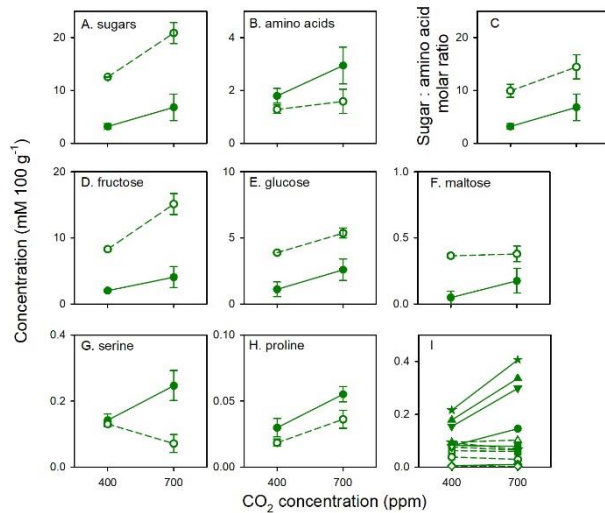 A. sugars
20
10
0
B. amino acids
4
2
0
C
20
10
0
Sugar : amino acid
molar ratio
Concentration (mM 100 g-1)
D. fructose
20
10
0
E. glucose
10
5
0
F. maltose
1.0
0.5
0.0
G. serine
0.4
0.2
0.0
H. proline
0.10
0.05
0.00
I
0.4
0.2
0.0
400
700
400
700
400
700
CO2 concentration (ppm)